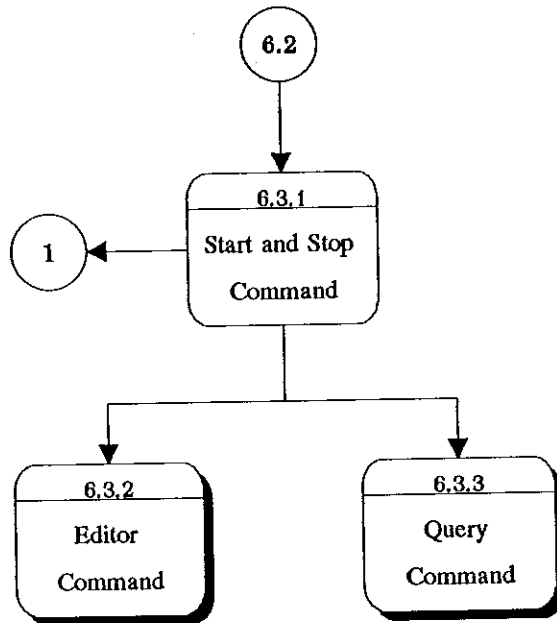 6.2
6.3.1
1
Start and Stop
Command
6.3.2
Editor
Command
6.3.3
Query
Command